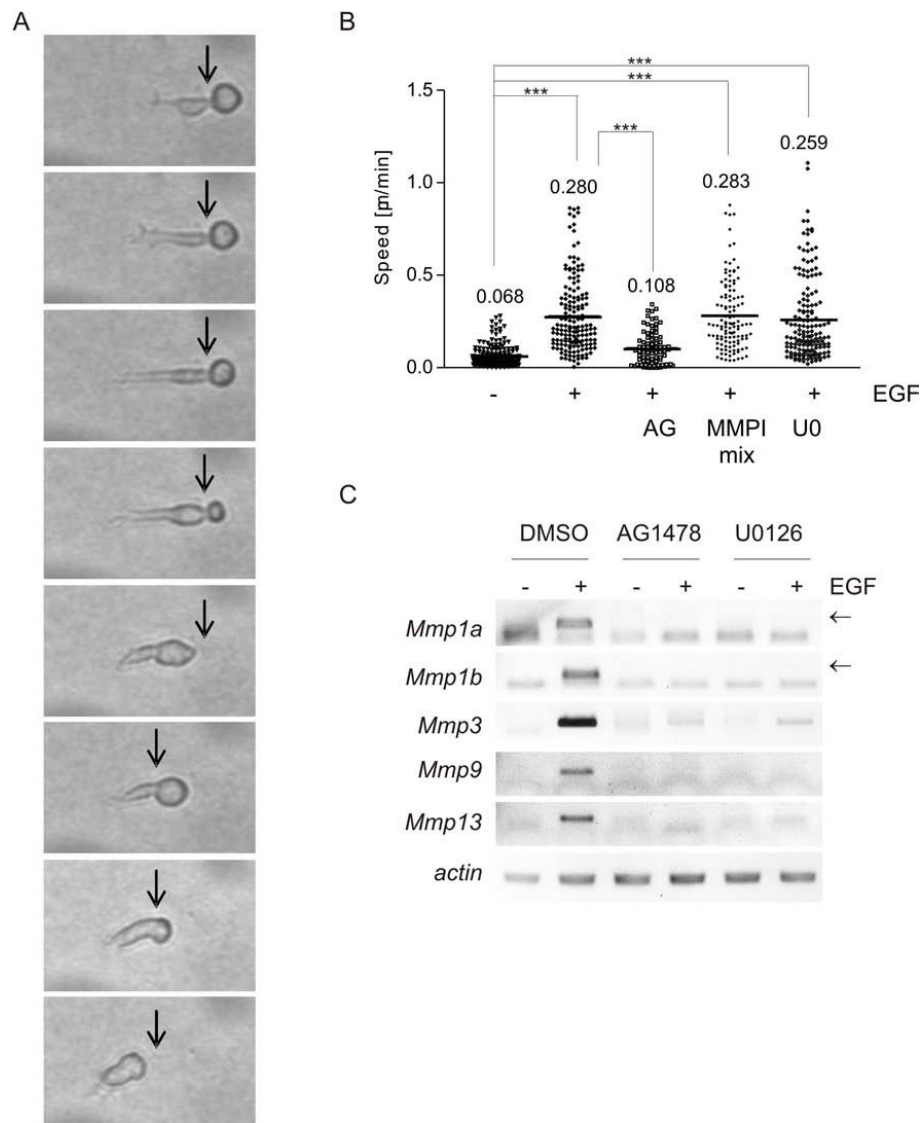 A
B
***
***
***
***
1.5
1.0
0.5
0.0
Speed [µm/min]
0.068
0.280
0.108
0.283
0.259
- + + + + EGF
AG MMPI mix U0
C
DMSO AG1478 U0126
- + - + - + EGF
Mmp1a ←
Mmp1b ←
Mmp3
Mmp9
Mmp13
actin